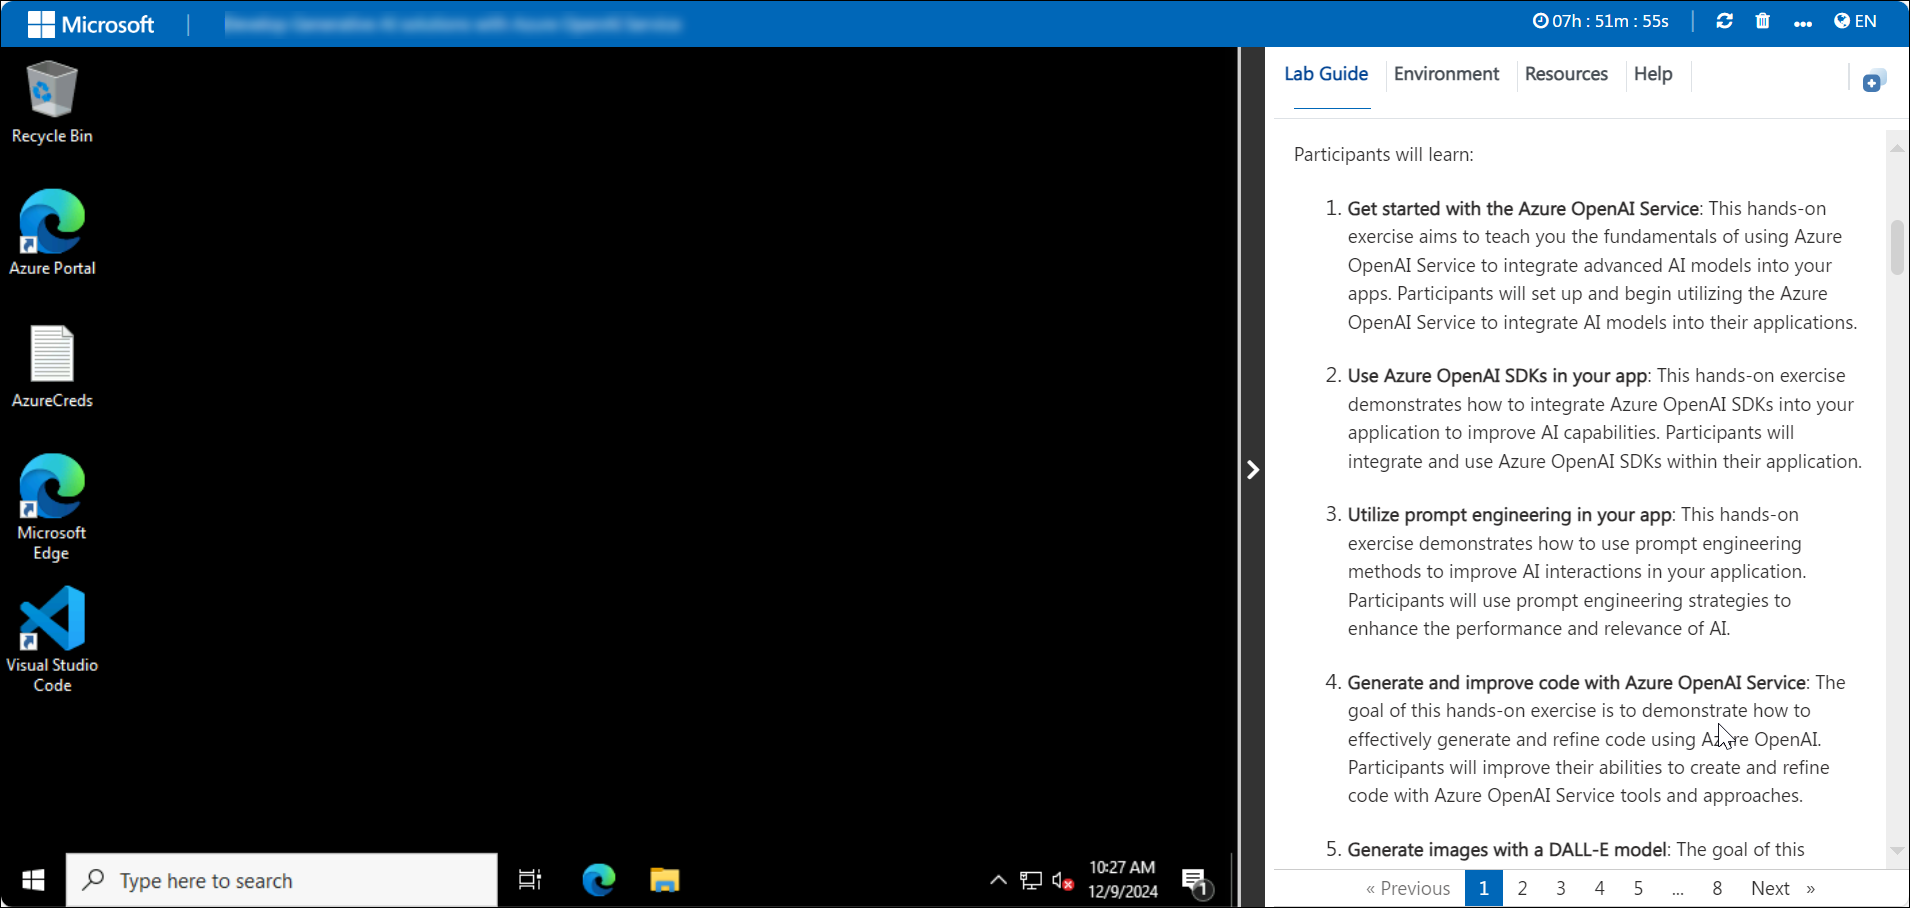 Microsoft
07h : 51m : 55s
EN
Recycle Bin
Azure Portal
AzureCreds
Microsoft
Edge
Visual Studio
Code
Type here to search
10:27 AM
12/9/2024
1
Lab Guide
Environment
Resources
Help
Participants will learn:
1. Get started with the Azure OpenAI Service: This hands-on
exercise aims to teach you the fundamentals of using Azure
OpenAI Service to integrate advanced AI models into your
apps. Participants will set up and begin utilizing the Azure
OpenAI Service to integrate AI models into their applications.
2. Use Azure OpenAI SDKs in your app: This hands-on exercise
demonstrates how to integrate Azure OpenAI SDKs into your
application to improve AI capabilities. Participants will
integrate and use Azure OpenAI SDKs within their application.
3. Utilize prompt engineering in your app: This hands-on
exercise demonstrates how to use prompt engineering
methods to improve AI interactions in your application.
Participants will use prompt engineering strategies to
enhance the performance and relevance of AI.
4. Generate and improve code with Azure OpenAI Service: The
goal of this hands-on exercise is to demonstrate how to
effectively generate and refine code using Azure OpenAI.
Participants will improve their abilities to create and refine
code with Azure OpenAI Service tools and approaches.
5. Generate images with a DALL-E model: The goal of this
« Previous 1 2 3 4 5 ... 8 Next »